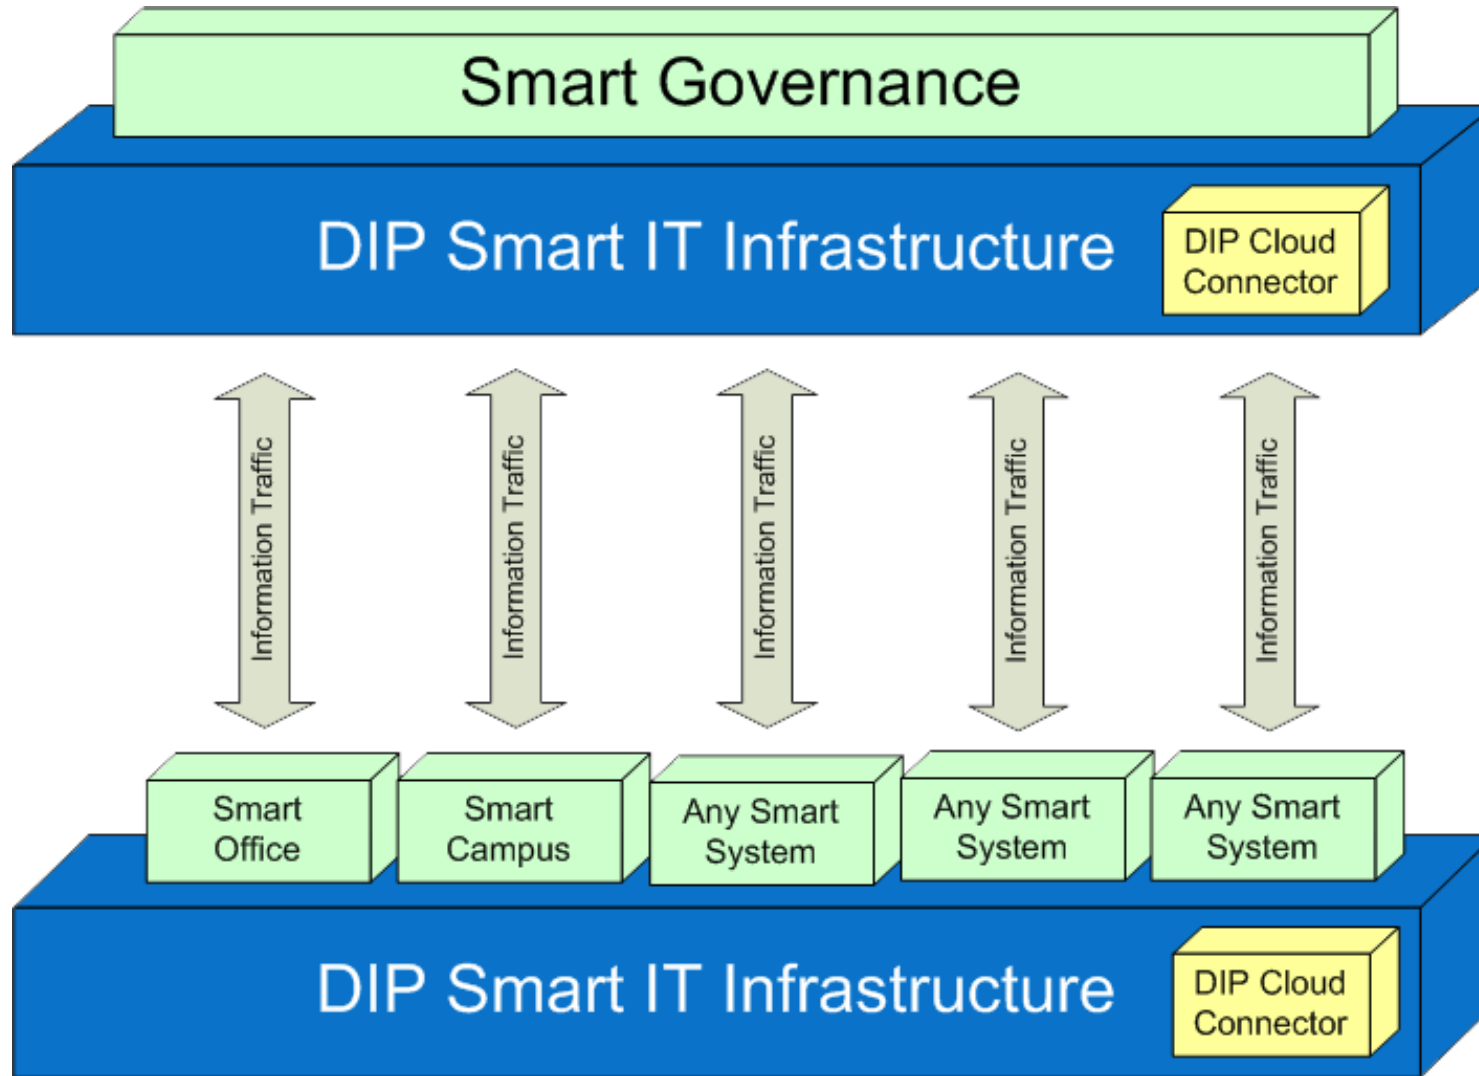 Smart Governance
DIP Smart IT Infrastructure
DIP Cloud
Connector
Information Traffic
Information Traffic
Information Traffic
Information Traffic
Information Traffic
Smart
Office
Smart
Campus
Any Smart
System
Any Smart
System
Any Smart
System
DIP Smart IT Infrastructure
DIP Cloud
Connector